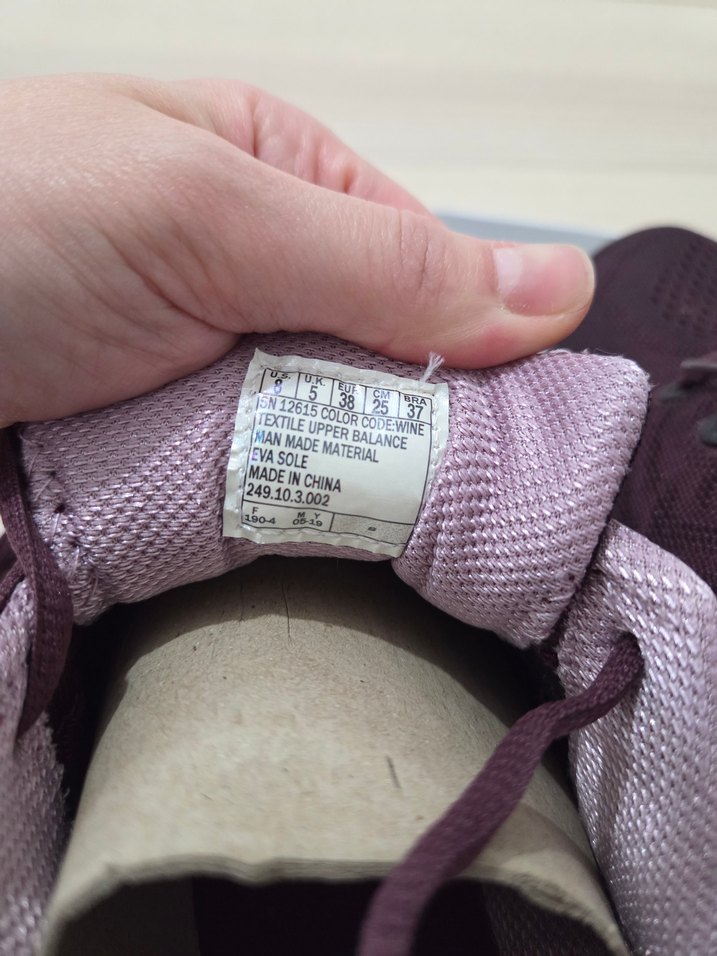 U.S. U.K. EUR CM BRA
8 5 38 25 37
SN 12615 COLOR CODE:WINE
TEXTILE UPPER BALANCE
MAN MADE MATERIAL
EVA SOLE
MADE IN CHINA
249.10.3.002
F M Y
190-4 05-19